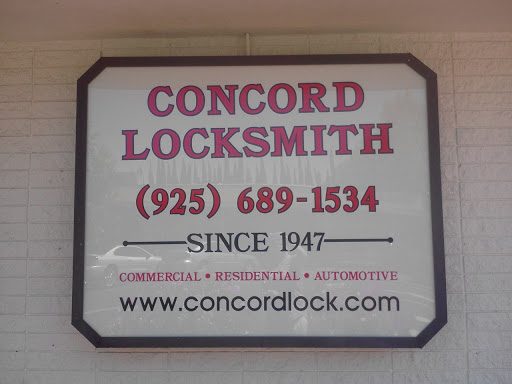 CONCORD
LOCKSMITH
(925) 689-1534
SINCE 1947
COMMERCIAL • RESIDENTIAL • AUTOMOTIVE
www.concordlock.com